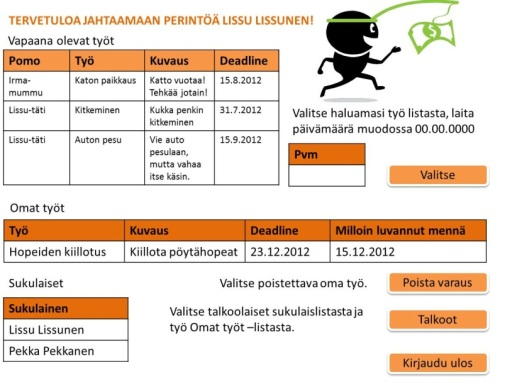 TERVETULOA JAHTAAMAAN PERINTÖÄ LISSU LISSUNEN!
Vapaana olevat työt
Pomo Työ Kuvaus Deadline
Irma-mummu Katon paikkaus Katto vuotaa! Tehkää jotain! 15.8.2012
Lissu-täti Kitkeminen Kukka penkin kitkeminen 31.7.2012
Lissu-täti Auton pesu Vie auto pesulaan, mutta vahaa itse käsin. 15.9.2012
$
Valitse haluamasi työ listasta, laita
päivämäärä muodossa 00.00.0000
Pvm
Valitse
Omat työt
Työ Kuvaus Deadline Milloin luvannut mennä
Hopeiden kiillotus Kiillota pöytähopeat 23.12.2012 15.12.2012
Sukulaiset
Sukulainen
Lissu Lissunen
Pekka Pekkanen
Valitse poistettava oma työ.
Poista varaus
Valitse talkoolaiset sukulaislistasta ja
työ Omat työt –listasta.
Talkoot
Kirjaudu ulos